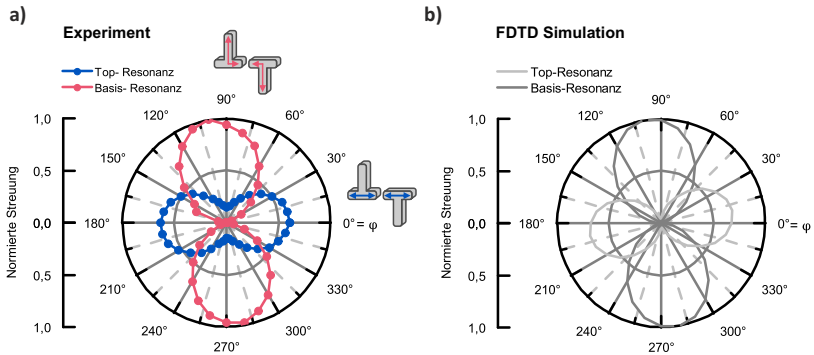 a)
Experiment
Top- Resonanz
Basis- Resonanz
90°
120°
60°
150°
30°
180°
0°= φ
210°
330°
240°
300°
270°
1,0
0,5
0,0
0,5
1,0
Normierte Streuung
b)
FDTD Simulation
Top-Resonanz
Basis-Resonanz
90°
120°
60°
150°
30°
180°
0°= φ
210°
330°
240°
300°
270°
1,0
0,5
0,0
0,5
1,0
Normierte Streuung